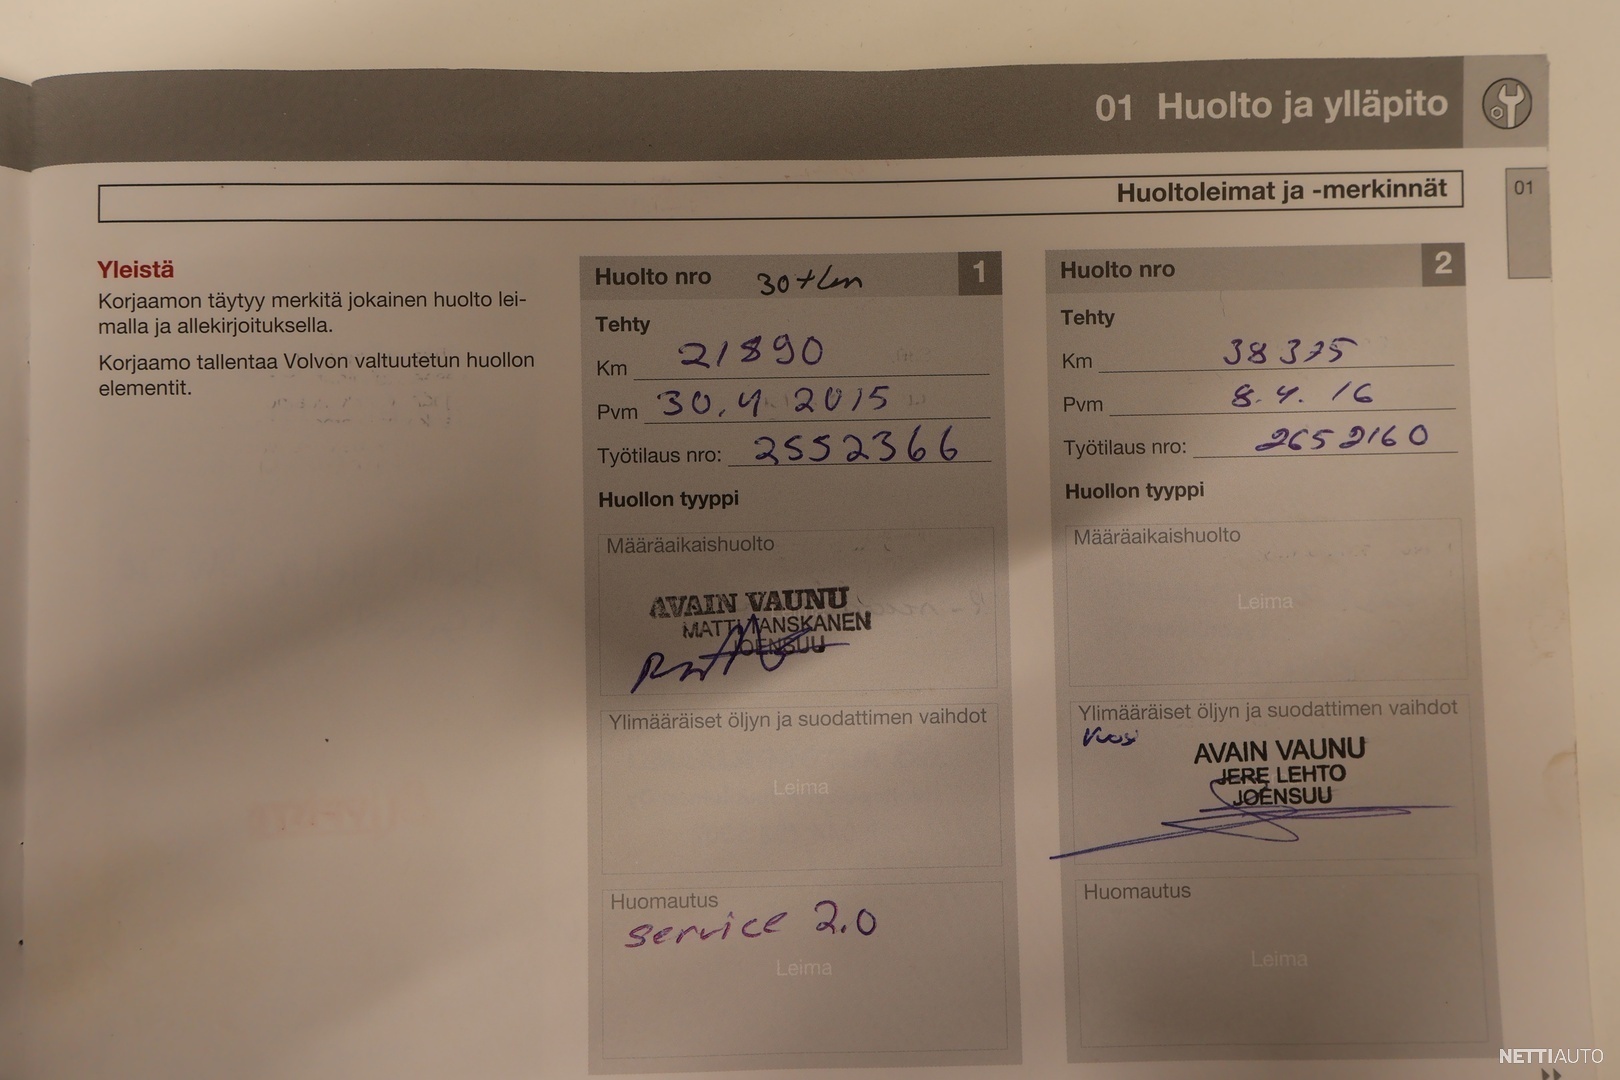 01 Huolto ja ylläpito
Huoltoleimat ja -merkinnät
01
Yleistä
Korjaamon täytyy merkitä jokainen huolto lei-
malla ja allekirjoituksella.
Korjaamo tallentaa Volvon valtuutetun huollon
elementit.
Huolto nro 30tkm 1
Tehty
Km 21890
Pvm 30.4 2015
Työtilaus nro: 2552366
Huollon tyyppi
Määräaikaishuolto
AVAIN VAUNU
MATTI TANSKANEN
JOENSUU
Ylimääräiset öljyn ja suodattimen vaihdot
Leima
Huomautus
service 2.0
Leima
Huolto nro 2
Tehty
Km 38375
Pvm 8.4. 16
Työtilaus nro: 2652160
Huollon tyyppi
Määräaikaishuolto
Leima
Ylimääräiset öljyn ja suodattimen vaihdot
Vuosi
AVAIN VAUNU
JERE LEHTO
JOENSUU
Huomautus
Leima
NETTIAUTO